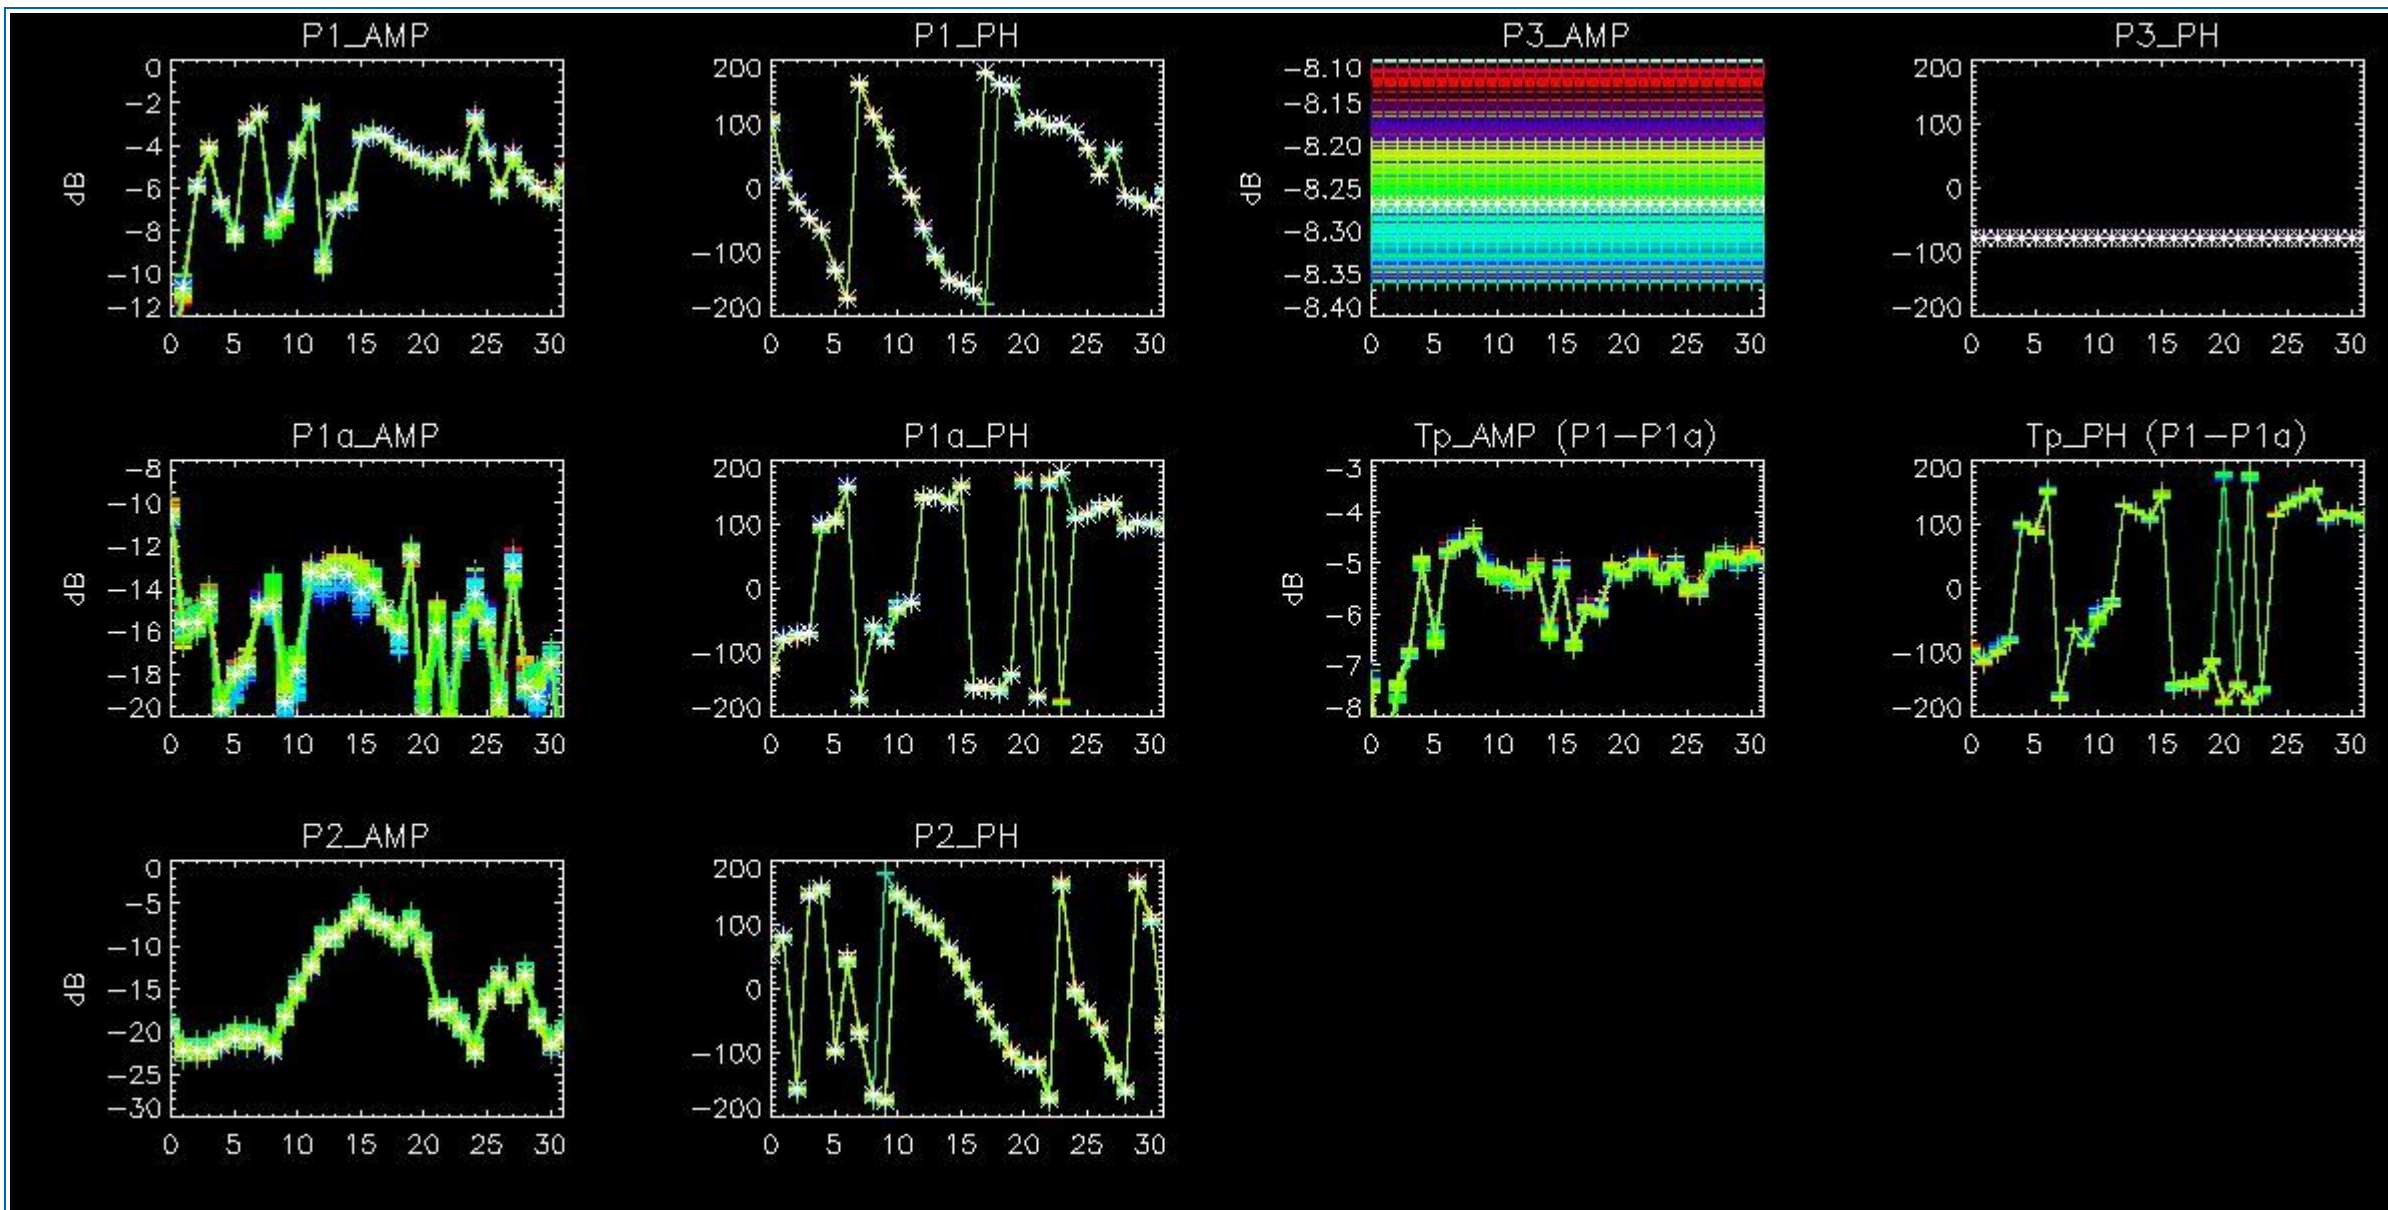 P1_AMP
0
−2
−4
−6
−8
−10
−12
dB
0 5 10 15 20 25 30
P1_PH
200
100
0
−100
−200
0 5 10 15 20 25 30
P3_AMP
−8.10
−8.15
−8.20
−8.25
−8.30
−8.35
−8.40
dB
0 5 10 15 20 25 30
P3_PH
200
100
0
−100
−200
0 5 10 15 20 25 30
P1a_AMP
−8
−10
−12
−14
−16
−18
−20
dB
0 5 10 15 20 25 30
P1a_PH
200
100
0
−100
−200
0 5 10 15 20 25 30
Tp_AMP (P1−P1a)
−3
−4
−5
−6
−7
−8
dB
0 5 10 15 20 25 30
Tp_PH (P1−P1a)
200
100
0
−100
−200
0 5 10 15 20 25 30
P2_AMP
0
−5
−10
−15
−20
−25
−30
dB
0 5 10 15 20 25 30
P2_PH
200
100
0
−100
−200
0 5 10 15 20 25 30